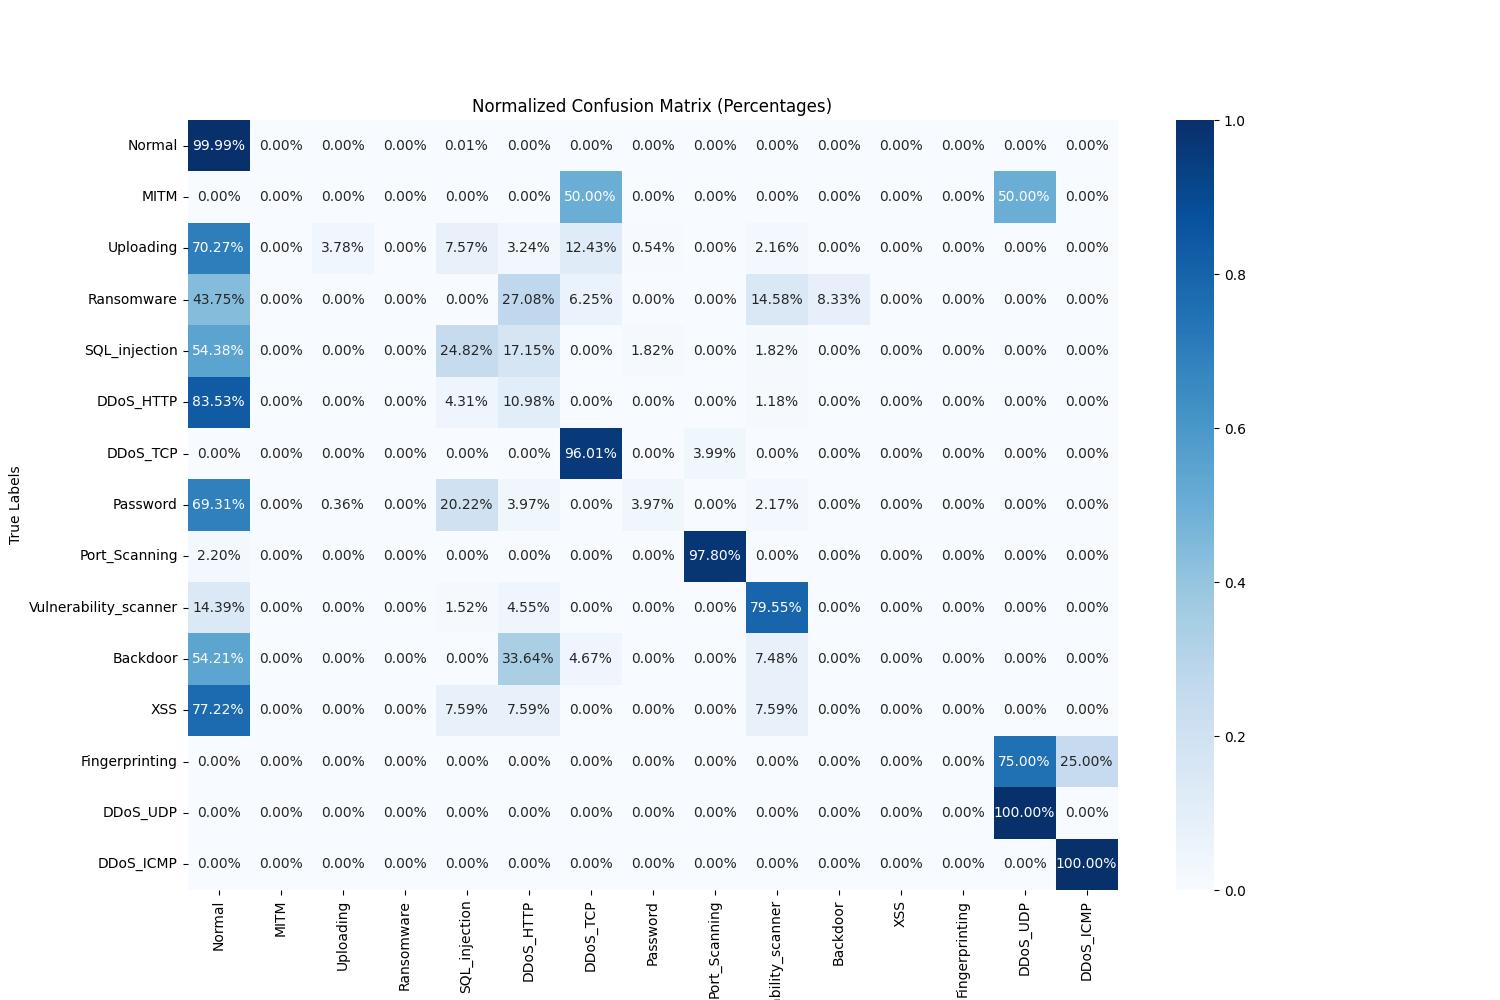 Normalized Confusion Matrix (Percentages)
True Labels
Normal 99.99% 0.00% 0.00% 0.00% 0.01% 0.00% 0.00% 0.00% 0.00% 0.00% 0.00% 0.00% 0.00% 0.00% 0.00%
MITM 0.00% 0.00% 0.00% 0.00% 0.00% 0.00% 50.00% 0.00% 0.00% 0.00% 0.00% 0.00% 0.00% 50.00% 0.00%
Uploading 70.27% 0.00% 3.78% 0.00% 7.57% 3.24% 12.43% 0.54% 0.00% 2.16% 0.00% 0.00% 0.00% 0.00% 0.00%
Ransomware 43.75% 0.00% 0.00% 0.00% 0.00% 27.08% 6.25% 0.00% 0.00% 14.58% 8.33% 0.00% 0.00% 0.00% 0.00%
SQL_injection 54.38% 0.00% 0.00% 0.00% 24.82% 17.15% 0.00% 1.82% 0.00% 1.82% 0.00% 0.00% 0.00% 0.00% 0.00%
DDoS_HTTP 83.53% 0.00% 0.00% 0.00% 4.31% 10.98% 0.00% 0.00% 0.00% 1.18% 0.00% 0.00% 0.00% 0.00% 0.00%
DDoS_TCP 0.00% 0.00% 0.00% 0.00% 0.00% 0.00% 96.01% 0.00% 3.99% 0.00% 0.00% 0.00% 0.00% 0.00% 0.00%
Password 69.31% 0.00% 0.36% 0.00% 20.22% 3.97% 0.00% 3.97% 0.00% 2.17% 0.00% 0.00% 0.00% 0.00% 0.00%
Port_Scanning 2.20% 0.00% 0.00% 0.00% 0.00% 0.00% 0.00% 0.00% 97.80% 0.00% 0.00% 0.00% 0.00% 0.00% 0.00%
Vulnerability_scanner 14.39% 0.00% 0.00% 0.00% 1.52% 4.55% 0.00% 0.00% 0.00% 79.55% 0.00% 0.00% 0.00% 0.00% 0.00%
Backdoor 54.21% 0.00% 0.00% 0.00% 0.00% 33.64% 4.67% 0.00% 0.00% 7.48% 0.00% 0.00% 0.00% 0.00% 0.00%
XSS 77.22% 0.00% 0.00% 0.00% 7.59% 7.59% 0.00% 0.00% 0.00% 7.59% 0.00% 0.00% 0.00% 0.00% 0.00%
Fingerprinting 0.00% 0.00% 0.00% 0.00% 0.00% 0.00% 0.00% 0.00% 0.00% 0.00% 0.00% 0.00% 0.00% 75.00% 25.00%
DDoS_UDP 0.00% 0.00% 0.00% 0.00% 0.00% 0.00% 0.00% 0.00% 0.00% 0.00% 0.00% 0.00% 0.00% 100.00% 0.00%
DDoS_ICMP 0.00% 0.00% 0.00% 0.00% 0.00% 0.00% 0.00% 0.00% 0.00% 0.00% 0.00% 0.00% 0.00% 0.00% 100.00%
Normal
MITM
Uploading
Ransomware
SQL_injection
DDoS_HTTP
DDoS_TCP
Password
Port_Scanning
ability_scanner
Backdoor
XSS
Fingerprinting
DDoS_UDP
DDoS_ICMP
1.0
0.8
0.6
0.4
0.2
0.0